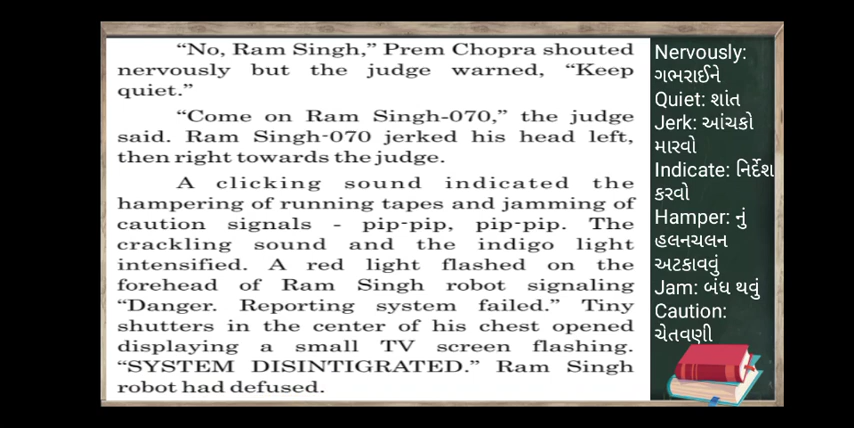 “No, Ram Singh,” Prem Chopra shouted
nervously but the judge warned, “Keep
quiet.”
“Come on Ram Singh-070,” the judge
said. Ram Singh-070 jerked his head left,
then right towards the judge.
A clicking sound indicated the
hampering of running tapes and jamming of
caution signals - pip-pip, pip-pip. The
crackling sound and the indigo light
intensified. A red light flashed on the
forehead of Ram Singh robot signaling
“Danger. Reporting system failed.” Tiny
shutters in the center of his chest opened
displaying a small TV screen flashing.
“SYSTEM DISINTIGRATED.” Ram Singh
robot had defused.
Nervously:
ગભરાઈને
Quiet: શાંત
Jerk: આંચકો
મારવો
Indicate: નિર્દેશ
કરવો
Hamper: નું
હલનચલન
અટકાવવું
Jam: બંધ થવું
Caution:
ચેતવણી